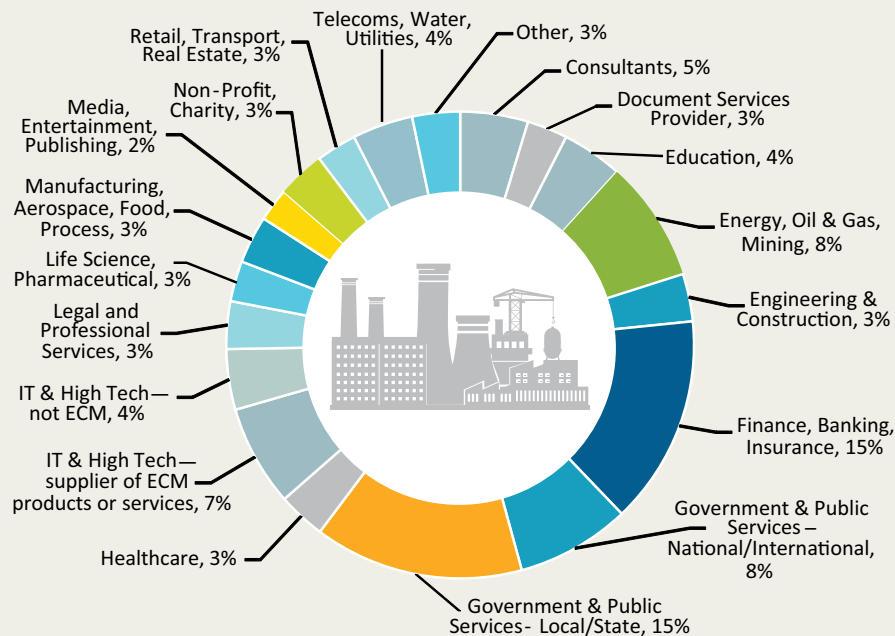 Telecoms, Water,
Utilities, 4%
Other, 3%
Consultants, 5%
Document Services
Provider, 3%
Education, 4%
Energy, Oil & Gas,
Mining, 8%
Engineering &
Construction, 3%
Finance, Banking,
Insurance, 15%
Government & Public
Services –
National/International,
8%
Government & Public
Services- Local/State, 15%
Healthcare, 3%
IT & High Tech—
supplier of ECM
products or services, 7%
IT & High Tech—
not ECM, 4%
Legal and
Professional
Services, 3%
Life Science,
Pharmaceutical, 3%
Manufacturing,
Aerospace, Food,
Process, 3%
Media,
Entertainment,
Publishing, 2%
Non-Profit,
Charity, 3%
Retail, Transport,
Real Estate, 3%